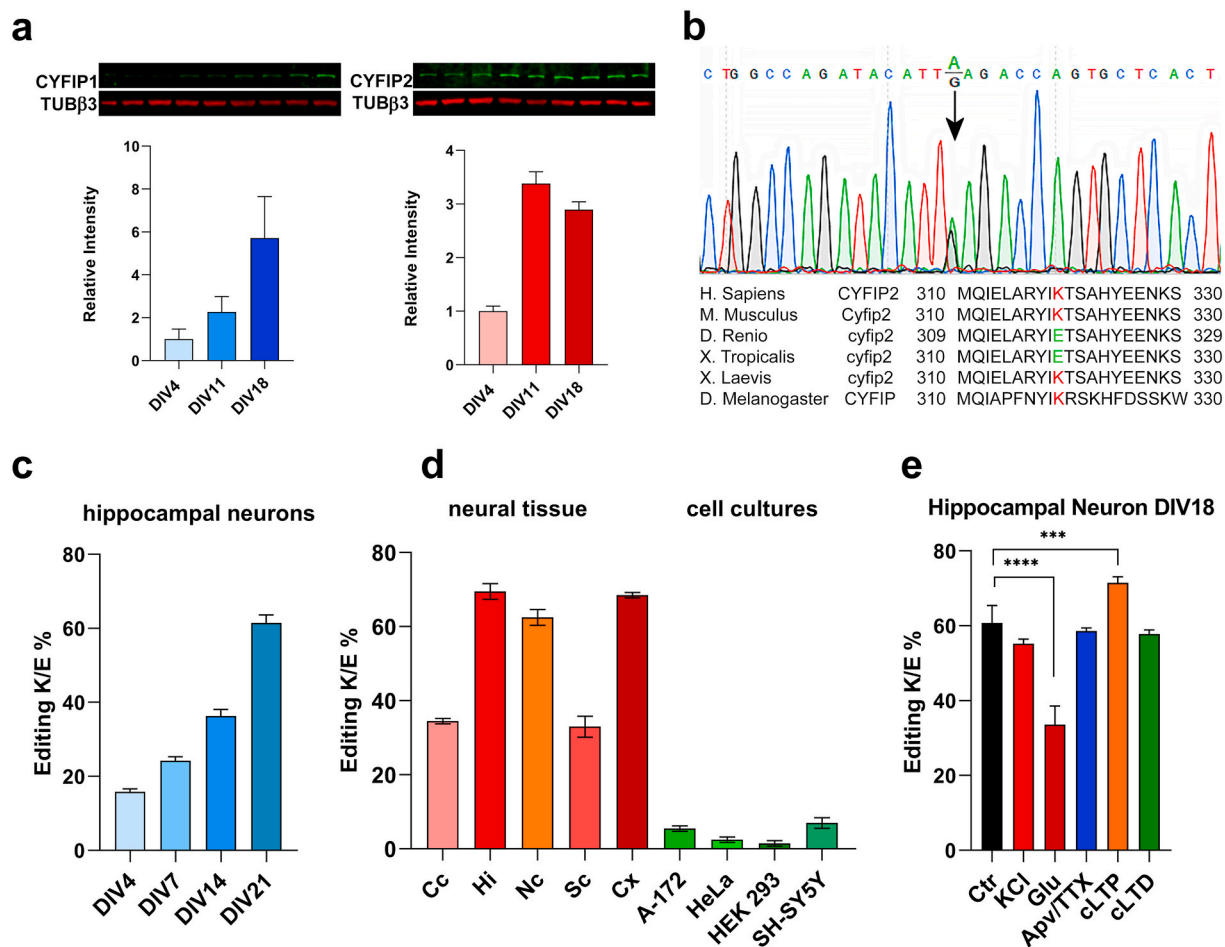 a
CYFIP1
TUBβ3
CYFIP2
TUBβ3
Relative Intensity
10
8
6
4
2
0
DIV4
DIV11
DIV18
Relative Intensity
4
3
2
1
0
DIV4
DIV11
DIV18
b
C T G G C C A G A T A C A T T A/G A G A C C A G T G C T C A C T
H. Sapiens CYFIP2 310 MQIELARYIKTSAHYEENKS 330
M. Musculus Cyfip2 310 MQIELARYIKTSAHYEENKS 330
D. Renio cyfip2 309 MQIELARYIETSAHYEENKS 329
X. Tropicalis cyfip2 310 MQIELARYIETSAHYEENKS 330
X. Laevis cyfip2 310 MQIELARYIKTSAHYEENKS 330
D. Melanogaster CYFIP 310 MQIAPFNYIKRSKHFDSSKW 330
c
hippocampal neurons
Editing K/E %
80
60
40
20
0
DIV4
DIV7
DIV14
DIV21
d
neural tissue cell cultures
Editing K/E %
80
60
40
20
0
Cc
Hi
Nc
Sc
Cx
A-172
HeLa
HEK 293
SH-SY5Y
e
Hippocampal Neuron DIV18
***
****
Editing K/E %
80
60
40
20
0
Ctr
KCl
Glu
Apv/TTX
cLTP
cLTD